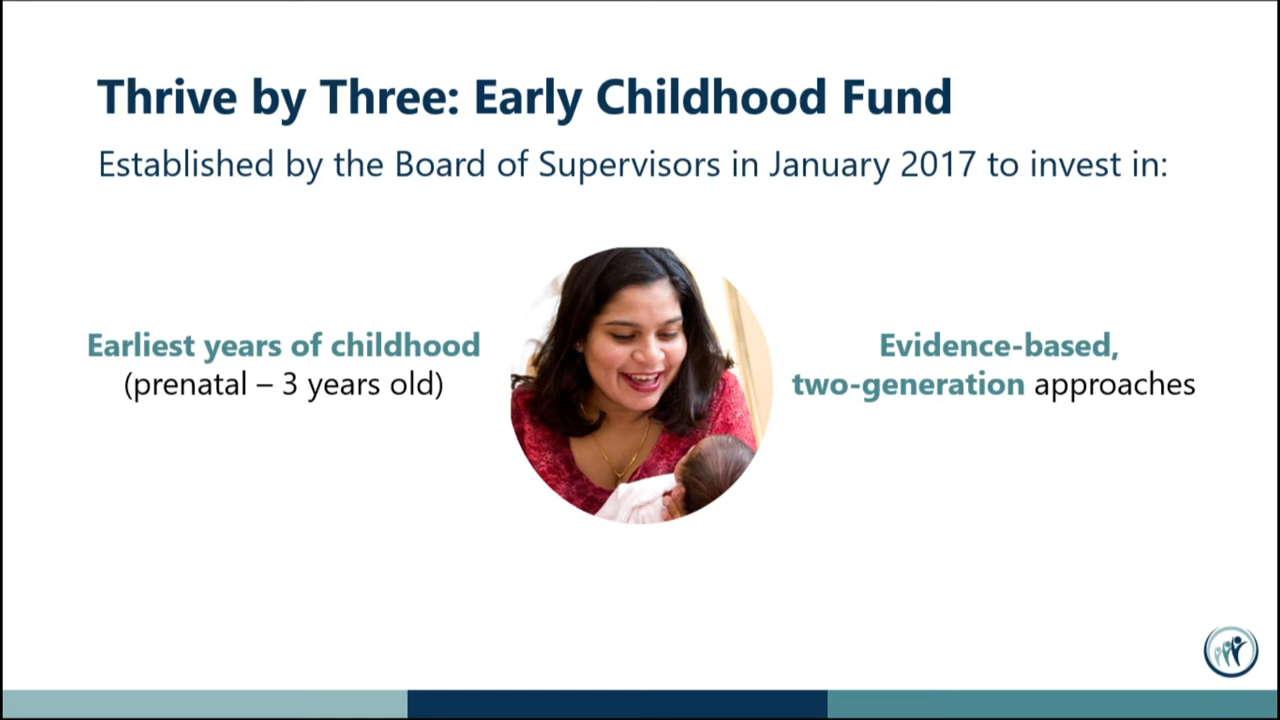 Thrive by Three: Early Childhood Fund
Established by the Board of Supervisors in January 2017 to invest in:
Earliest years of childhood
(prenatal – 3 years old)
Evidence-based,
two-generation approaches